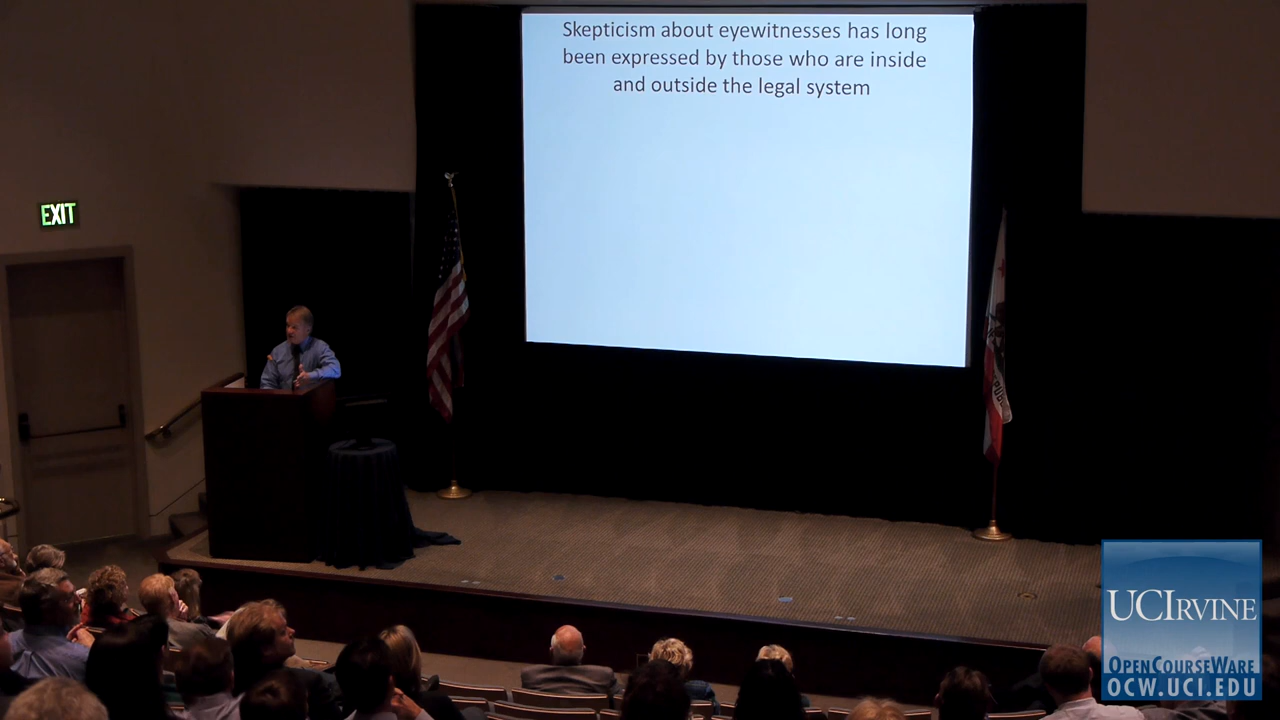 Skepticism about eyewitnesses has long
been expressed by those who are inside
and outside the legal system
EXIT
UCIRVINE
OPENCOURSEWARE
OCW.UCI.EDU